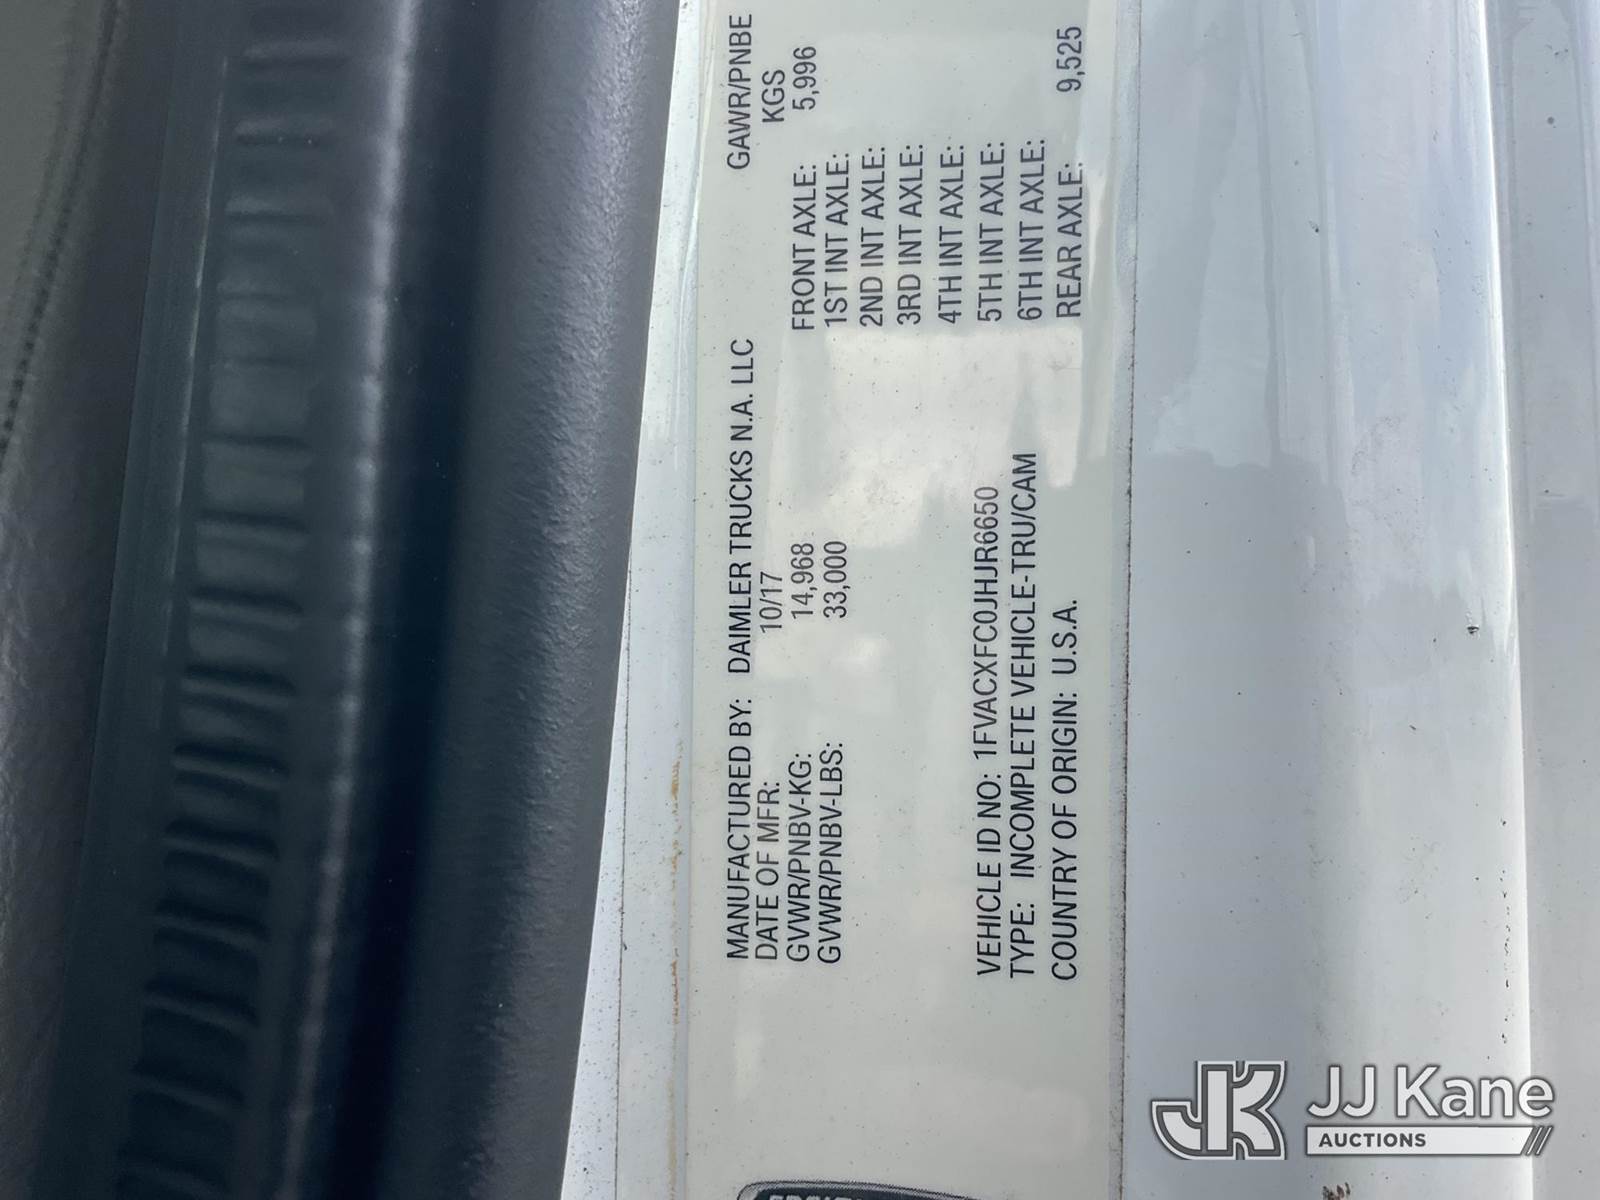 MANUFACTURED BY: DAIMLER TRUCKS N.A. LLC GAWR/PNBE
DATE OF MFR: 10/17 KGS
GVWR/PNBV-KG: 14,968 FRONT AXLE: 5,996
GVWR/PNBV-LBS: 33,000 1ST INT AXLE:
2ND INT AXLE:
3RD INT AXLE:
4TH INT AXLE:
VEHICLE ID NO: 1FVACXFC0JHJR6650 5TH INT AXLE:
TYPE: INCOMPLETE VEHICLE-TRU/CAM 6TH INT AXLE:
COUNTRY OF ORIGIN: U.S.A. REAR AXLE: 9,525
JK JJ Kane
AUCTIONS